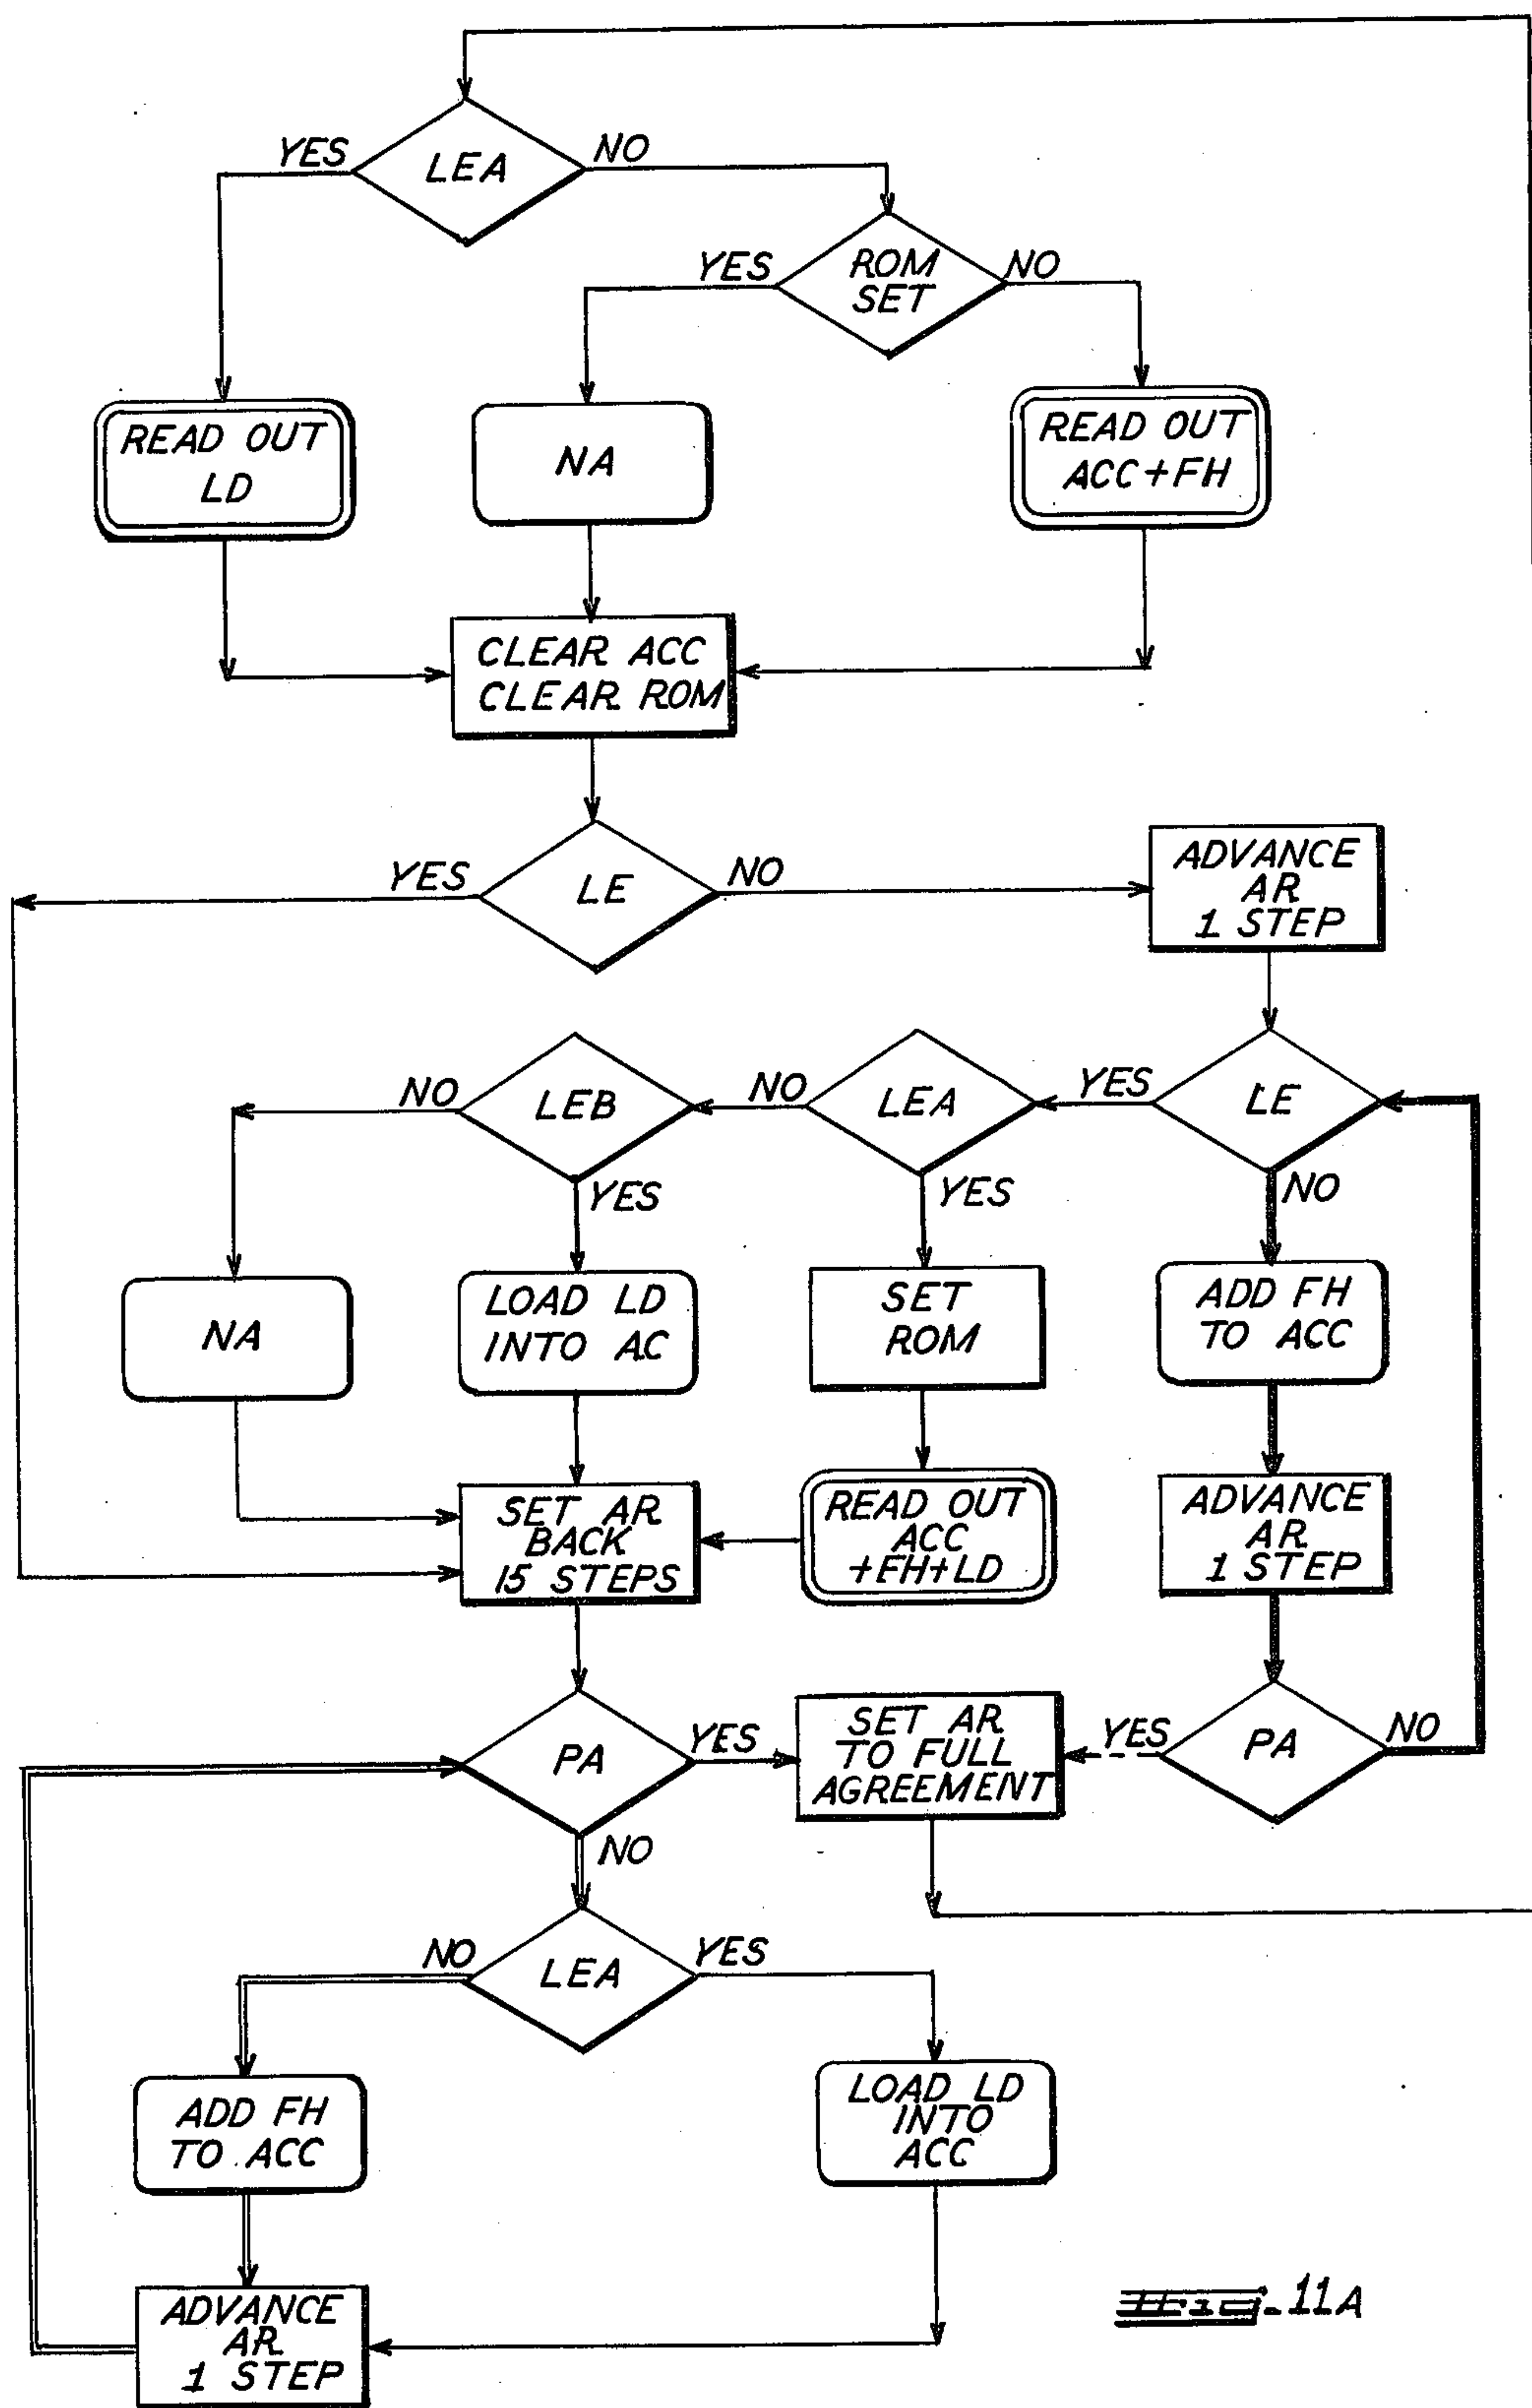 YES
LEA
NO
YES
ROM
SET
NO
READ OUT
LD
NA
READ OUT
ACC+FH
CLEAR ACC
CLEAR ROM
YES
LE
NO
ADVANCE
AR
1 STEP
NO
LEB
NO
LEA
YES
LE
YES
YES
NO
NA
LOAD LD
INTO AC
SET
ROM
ADD FH
TO ACC
SET AR
BACK
15 STEPS
READ OUT
ACC
+FH+LD
ADVANCE
AR
1 STEP
PA
YES
SET AR
TO FULL
AGREEMENT
YES
PA
NO
NO
NO
LEA
YES
ADD FH
TO ACC
LOAD LD
INTO
ACC
ADVANCE
AR
1 STEP
Fig. 11A